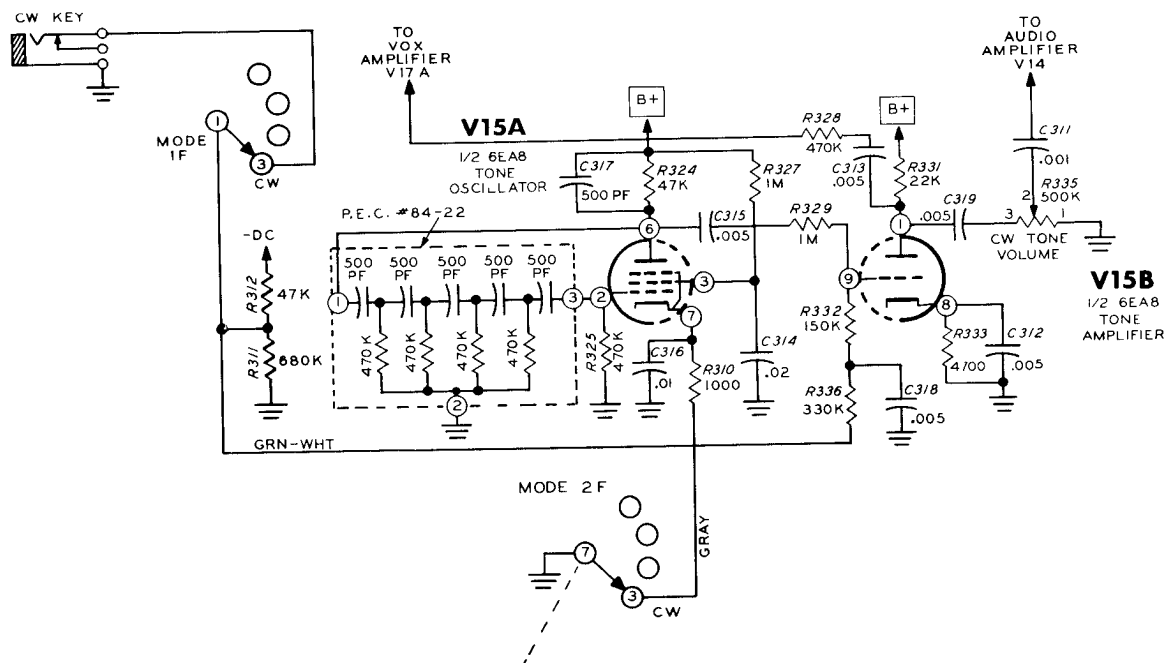 CW KEY
MODE
1F
1
3
CW
-DC
R312
47K
R311
680K
GRN-WHT
TO
VOX
AMPLIFIER
V17 A
V15A
1/2 6EA8
TONE
OSCILLATOR
P.E.C. #84-22
1
500
PF
500
PF
500
PF
500
PF
500
PF
3
470K
470K
470K
470K
2
B+
C317
500 PF
R324
47K
R327
1M
6
2
3
7
R325
470K
C316
.01
R310
1000
C314
.02
C315
.005
R329
1M
R328
470K
C313
.005
B+
R331
22K
1
9
8
C319
.005
TO
AUDIO
AMPLIFIER
V14
C311
.001
R335
500K
3
2
1
CW TONE
VOLUME
V15B
1/2 6EA8
TONE
AMPLIFIER
R332
150K
R336
330K
C318
.005
R333
4700
C312
.005
MODE 2F
7
3
CW
GRAY